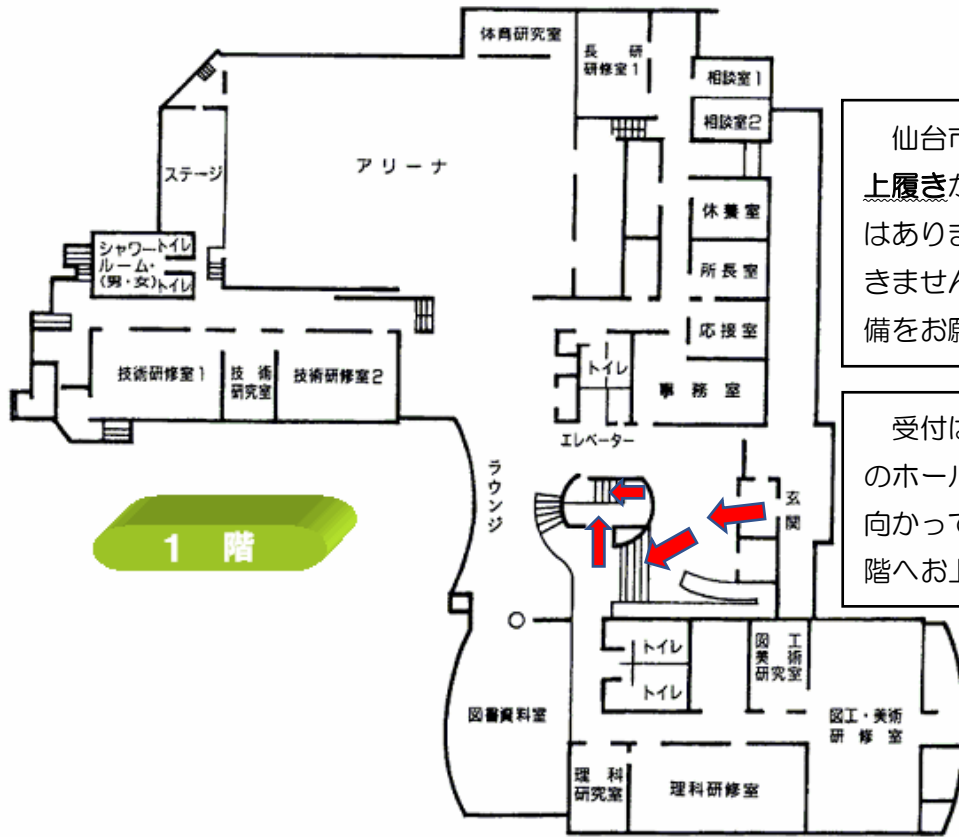 体育研究室
長 研
研修室1
相談室1
相談室2
ステージ
アリーナ
休養室
所長室
応接室
事務室
シャワー
ルーム・
(男・女)
トイレ
トイレ
技術研修室1
技術
研究室
技術研修室2
トイレ
エレベーター
ラウンジ
玄関
1 階
トイレ
トイレ
図工
美術
研究室
図書資料室
図工・美術
研修室
理科
研究室
理科研修室
仙台市
上履きが
はありま
きません
備をお願
受付は
のホール
向かって
階へお上